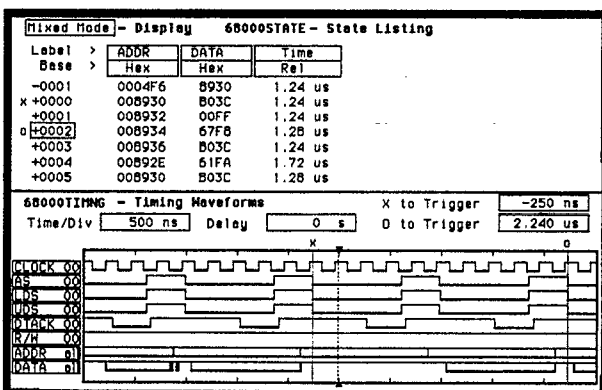 Mixed Mode - Display 68000STATE - State Listing
Label > ADDR DATA Time
Base > Hex Hex Rel
-0001 0004F6 8930 1.24 us
x +0000 008930 B03C 1.24 us
+0001 008932 00FF 1.24 us
o +0002 008934 67F8 1.28 us
+0003 008936 B03C 1.24 us
+0004 00892E 61FA 1.72 us
+0005 008930 B03C 1.28 us
68000TIMNG - Timing Waveforms X to Trigger -250 ns
Time/Div 500 ns Delay 0 s O to Trigger 2.240 us
x o
CLOCK 00
AS 00
LDS 00
UDS 00
DTACK 00
R/W 00
ADDR al
DATA al